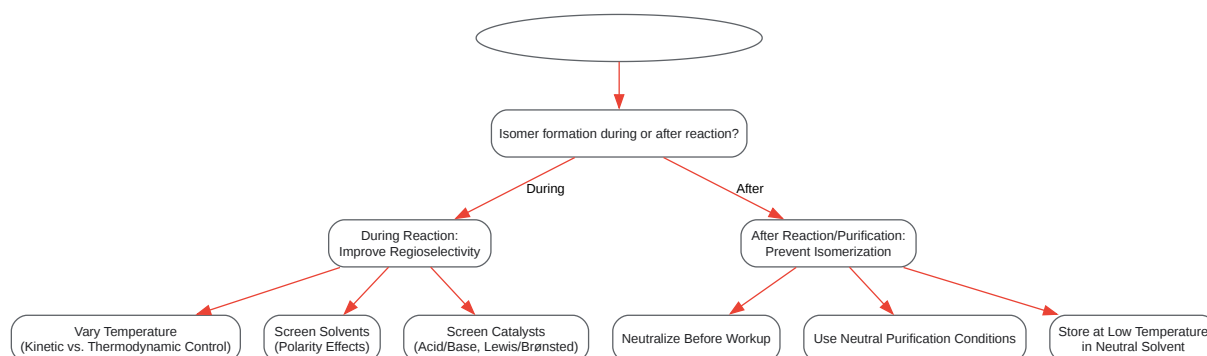 Isomer formation during or after reaction?
During
After
During Reaction:
Improve Regioselectivity
After Reaction/Purification:
Prevent Isomerization
Vary Temperature
(Kinetic vs. Thermodynamic Control)
Screen Solvents
(Polarity Effects)
Screen Catalysts
(Acid/Base, Lewis/Brønsted)
Neutralize Before Workup
Use Neutral Purification Conditions
Store at Low Temperature
in Neutral Solvent